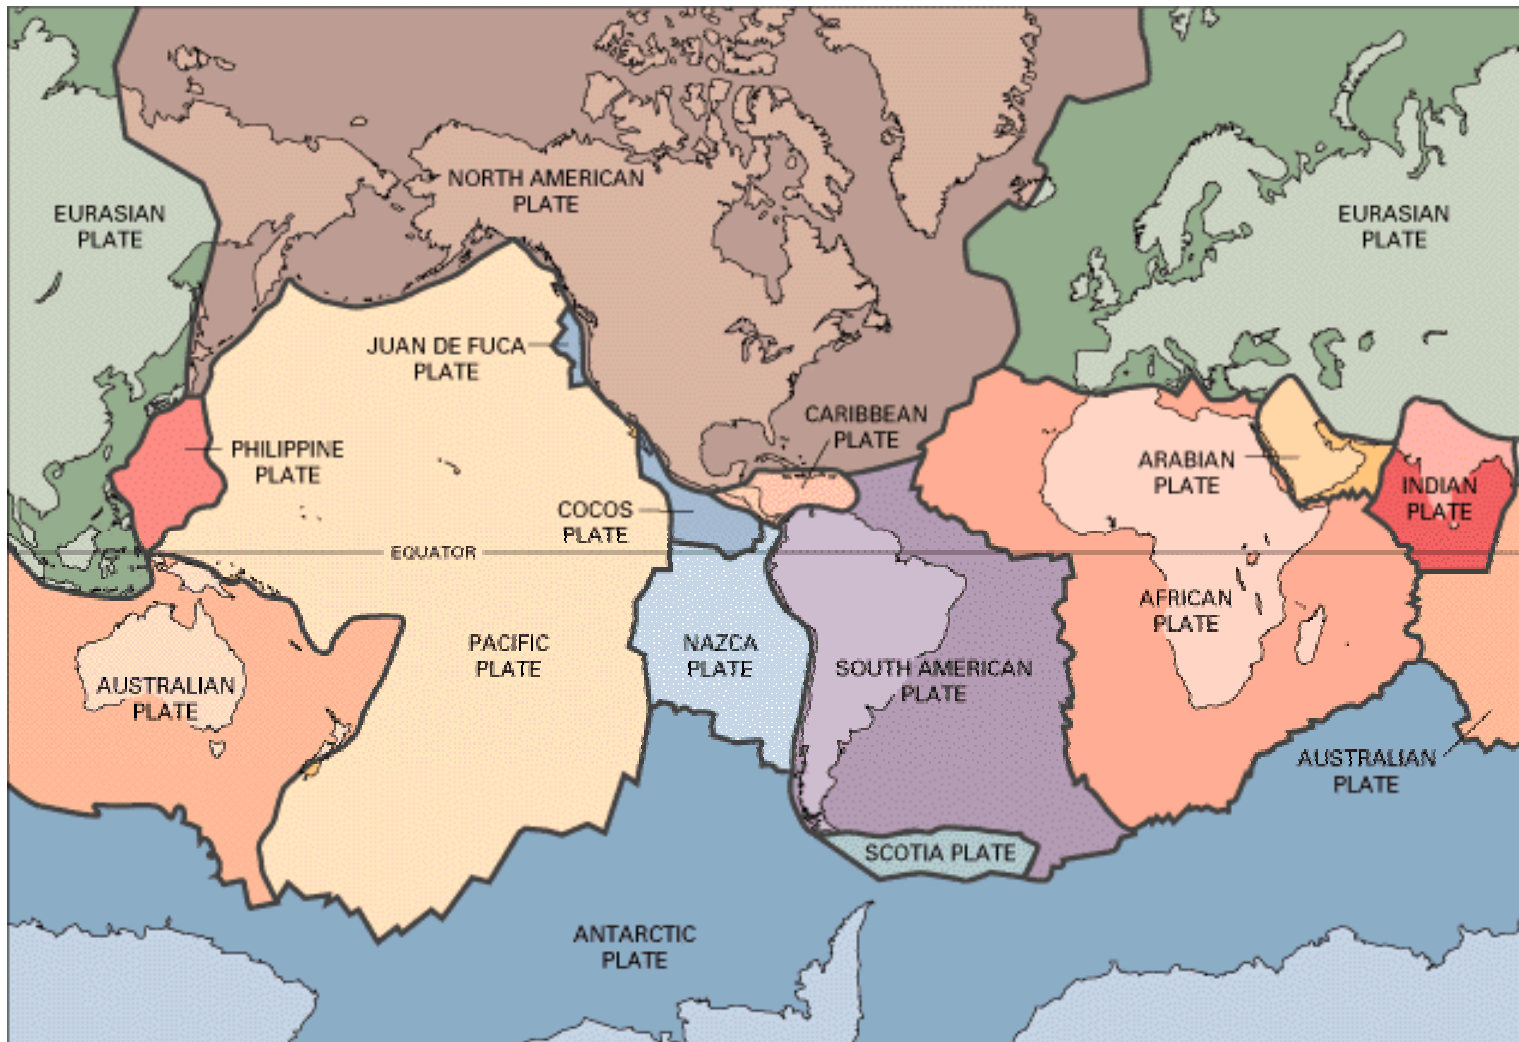 NORTH AMERICAN
PLATE
EURASIAN
PLATE
EURASIAN
PLATE
JUAN DE FUCA
PLATE
CARIBBEAN
PLATE
PHILIPPINE
PLATE
ARABIAN
PLATE
INDIAN
PLATE
COCOS
PLATE
EQUATOR
AFRICAN
PLATE
PACIFIC
PLATE
NAZCA
PLATE
SOUTH AMERICAN
PLATE
AUSTRALIAN
PLATE
AUSTRALIAN
PLATE
SCOTIA PLATE
ANTARCTIC
PLATE